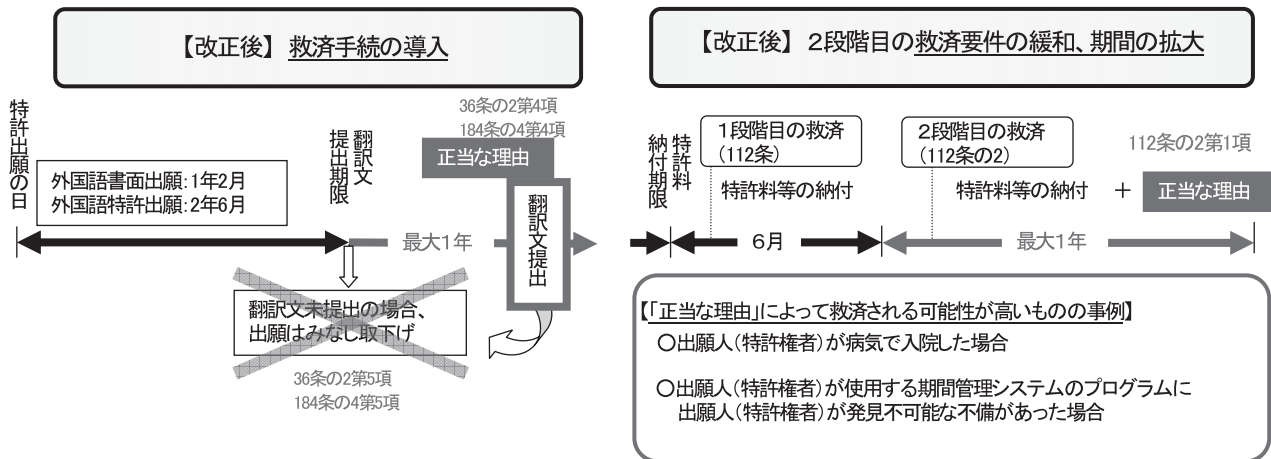 【改正後】 救済手続の導入
36条の2第4項
184条の4第4項
正当な理由
特許出願の日
外国語書面出願:1年2月
外国語特許出願:2年6月
翻訳文
提出期限
最大1年
翻訳文提出
翻訳文未提出の場合、
出願はみなし取下げ
36条の2第5項
184条の4第5項
【改正後】 2段階目の救済要件の緩和、期間の拡大
特許料
納付期限
1段階目の救済
(112条)
特許料等の納付
6月
2段階目の救済
(112条の2)
112条の2第1項
特許料等の納付 + 正当な理由
最大1年
【「正当な理由」によって救済される可能性が高いものの事例】
〇出願人(特許権者)が病気で入院した場合
〇出願人(特許権者)が使用する期間管理システムのプログラムに
出願人(特許権者)が発見不可能な不備があった場合